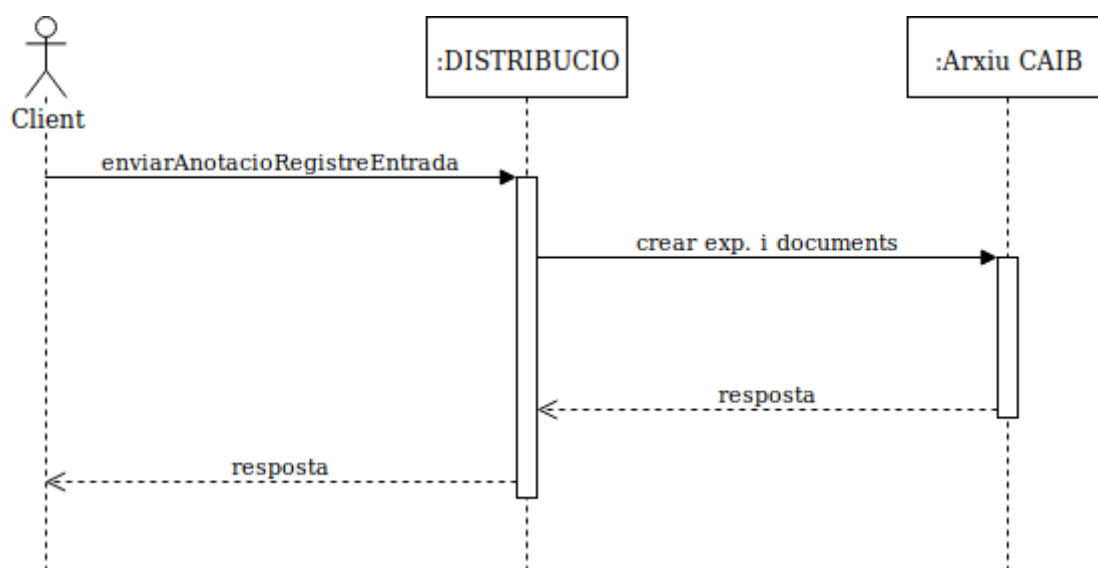 :DISTRIBUCIO
:Arxiu CAIB
Client
enviarAnotacioRegistreEntrada
crear exp. i documents
resposta
resposta